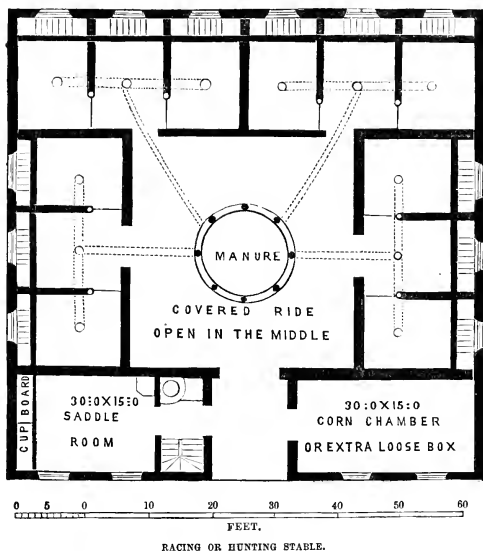 MANURE
COVERED RIDE
OPEN IN THE MIDDLE
CUPBOARD
30:0X15:0
SADDLE
ROOM
30:0X15:0
CORN CHAMBER
OR EXTRA LOOSE BOX
0 5 0 10 20 30 40 50 60
FEET.
RACING OR HUNTING STABLE.